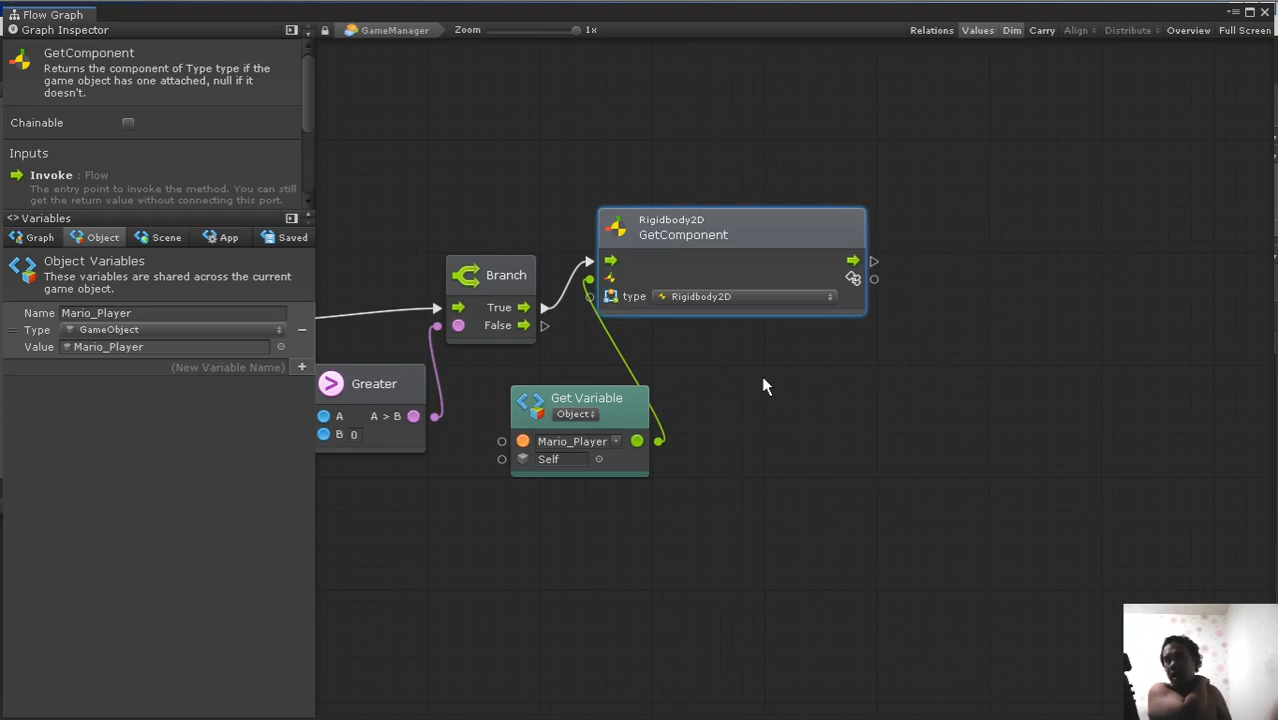 Flow Graph
Graph Inspector
GameManager
Zoom
1x
Relations
Values
Dim
Carry
Align
Distribute
Overview
Full Screen
GetComponent
Returns the component of Type type if the
game object has one attached, null if it
doesn't.
Chainable
Inputs
Invoke : Flow
The entry point to invoke the method. You can still
get the return value without connecting this port.
Variables
Graph
Object
Scene
App
Saved
Object Variables
These variables are shared across the current
game object.
Name Mario_Player
Type GameObject
Value Mario_Player
(New Variable Name)
Rigidbody2D
GetComponent
type Rigidbody2D
Branch
True
False
Greater
A A > B
B 0
Get Variable
Object
Mario_Player
Self